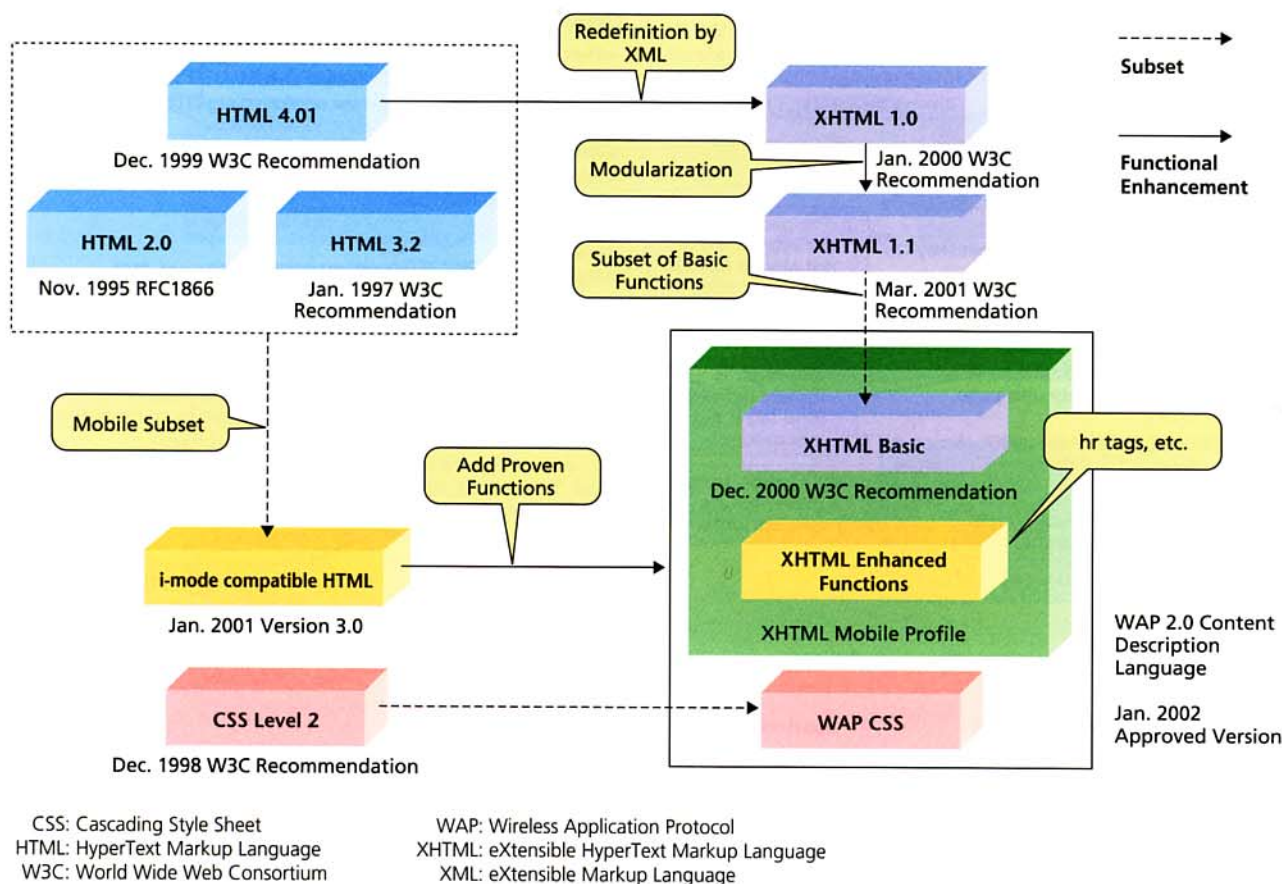 Redefinition by
XML
Subset
Functional
Enhancement
HTML 4.01
Dec. 1999 W3C Recommendation
XHTML 1.0
Jan. 2000 W3C
Recommendation
Modularization
HTML 2.0
Nov. 1995 RFC1866
HTML 3.2
Jan. 1997 W3C
Recommendation
XHTML 1.1
Mar. 2001 W3C
Recommendation
Subset of Basic
Functions
Mobile Subset
XHTML Basic
Dec. 2000 W3C Recommendation
hr tags, etc.
Add Proven
Functions
i-mode compatible HTML
Jan. 2001 Version 3.0
XHTML Enhanced
Functions
XHTML Mobile Profile
WAP 2.0 Content
Description
Language
Jan. 2002
Approved Version
CSS Level 2
Dec. 1998 W3C Recommendation
WAP CSS
CSS: Cascading Style Sheet
HTML: HyperText Markup Language
W3C: World Wide Web Consortium
WAP: Wireless Application Protocol
XHTML: eXtensible HyperText Markup Language
XML: eXtensible Markup Language